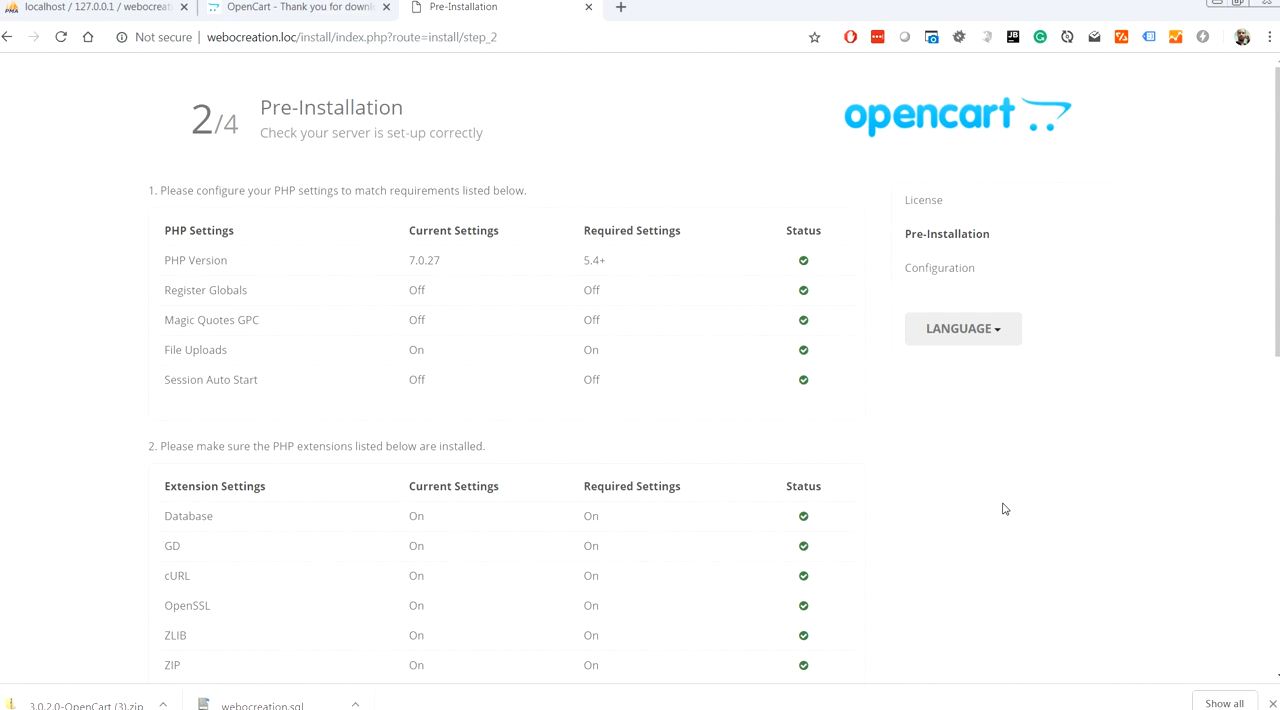 localhost / 127.0.0.1 / webocreati
OpenCart - Thank you for downl
Pre-Installation
Not secure
webocreation.loc/install/index.php?route=install/step_2
2/4
Pre-Installation
Check your server is set-up correctly
opencart
1. Please configure your PHP settings to match requirements listed below.
PHP Settings Current Settings Required Settings Status
PHP Version 7.0.27 5.4+
Register Globals Off Off
Magic Quotes GPC Off Off
File Uploads On On
Session Auto Start Off Off
License
Pre-Installation
Configuration
LANGUAGE
2. Please make sure the PHP extensions listed below are installed.
Extension Settings Current Settings Required Settings Status
Database On On
GD On On
cURL On On
OpenSSL On On
ZLIB On On
ZIP On On
3.0.2.0-OpenCart (3).zip
webocreation.sql
Show all